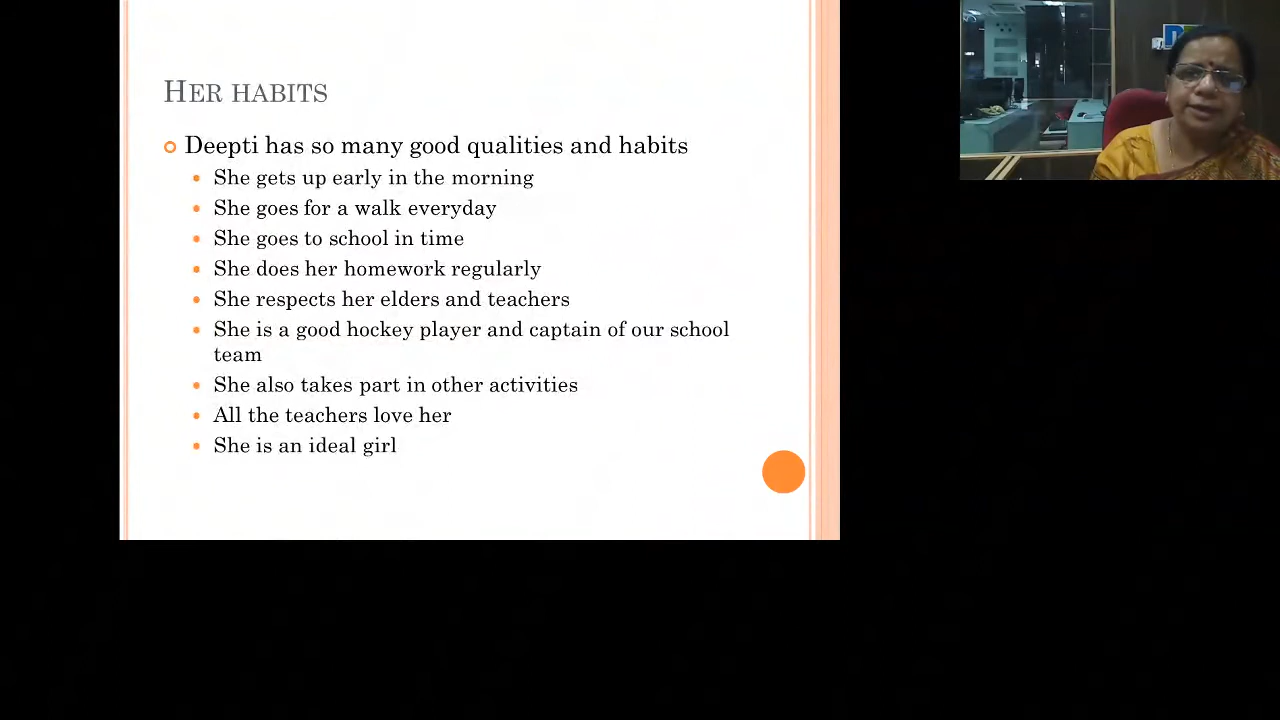 HER HABITS
Deepti has so many good qualities and habits
She gets up early in the morning
She goes for a walk everyday
She goes to school in time
She does her homework regularly
She respects her elders and teachers
She is a good hockey player and captain of our school
team
She also takes part in other activities
All the teachers love her
She is an ideal girl